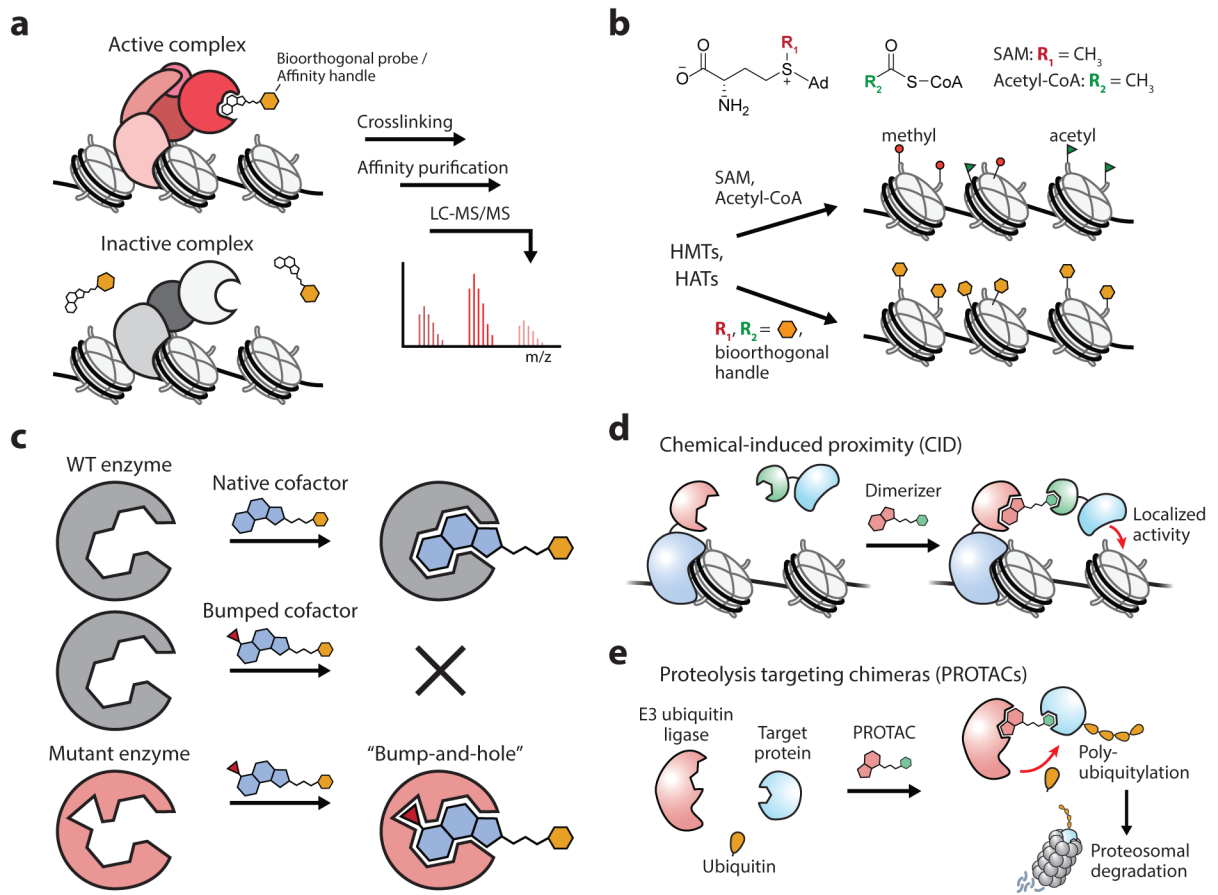 a
Active complex
Bioorthogonal probe /
Affinity handle
Crosslinking
Affinity purification
LC-MS/MS
Inactive complex
m/z
b
O
−O
NH2
R1
S
+
Ad
O
R2
S
CoA
SAM: R1 = CH3
Acetyl-CoA: R2 = CH3
methyl
acetyl
SAM,
Acetyl-CoA
HMTs,
HATs
R1, R2 = ,
bioorthogonal
handle
c
WT enzyme
Native cofactor
Bumped cofactor
Mutant enzyme
“Bump-and-hole”
d
Chemical-induced proximity (CID)
Dimerizer
Localized
activity
e
Proteolysis targeting chimeras (PROTACs)
E3 ubiquitin
ligase
Target
protein
PROTAC
Ubiquitin
Poly-
ubiquitylation
Proteosomal
degradation